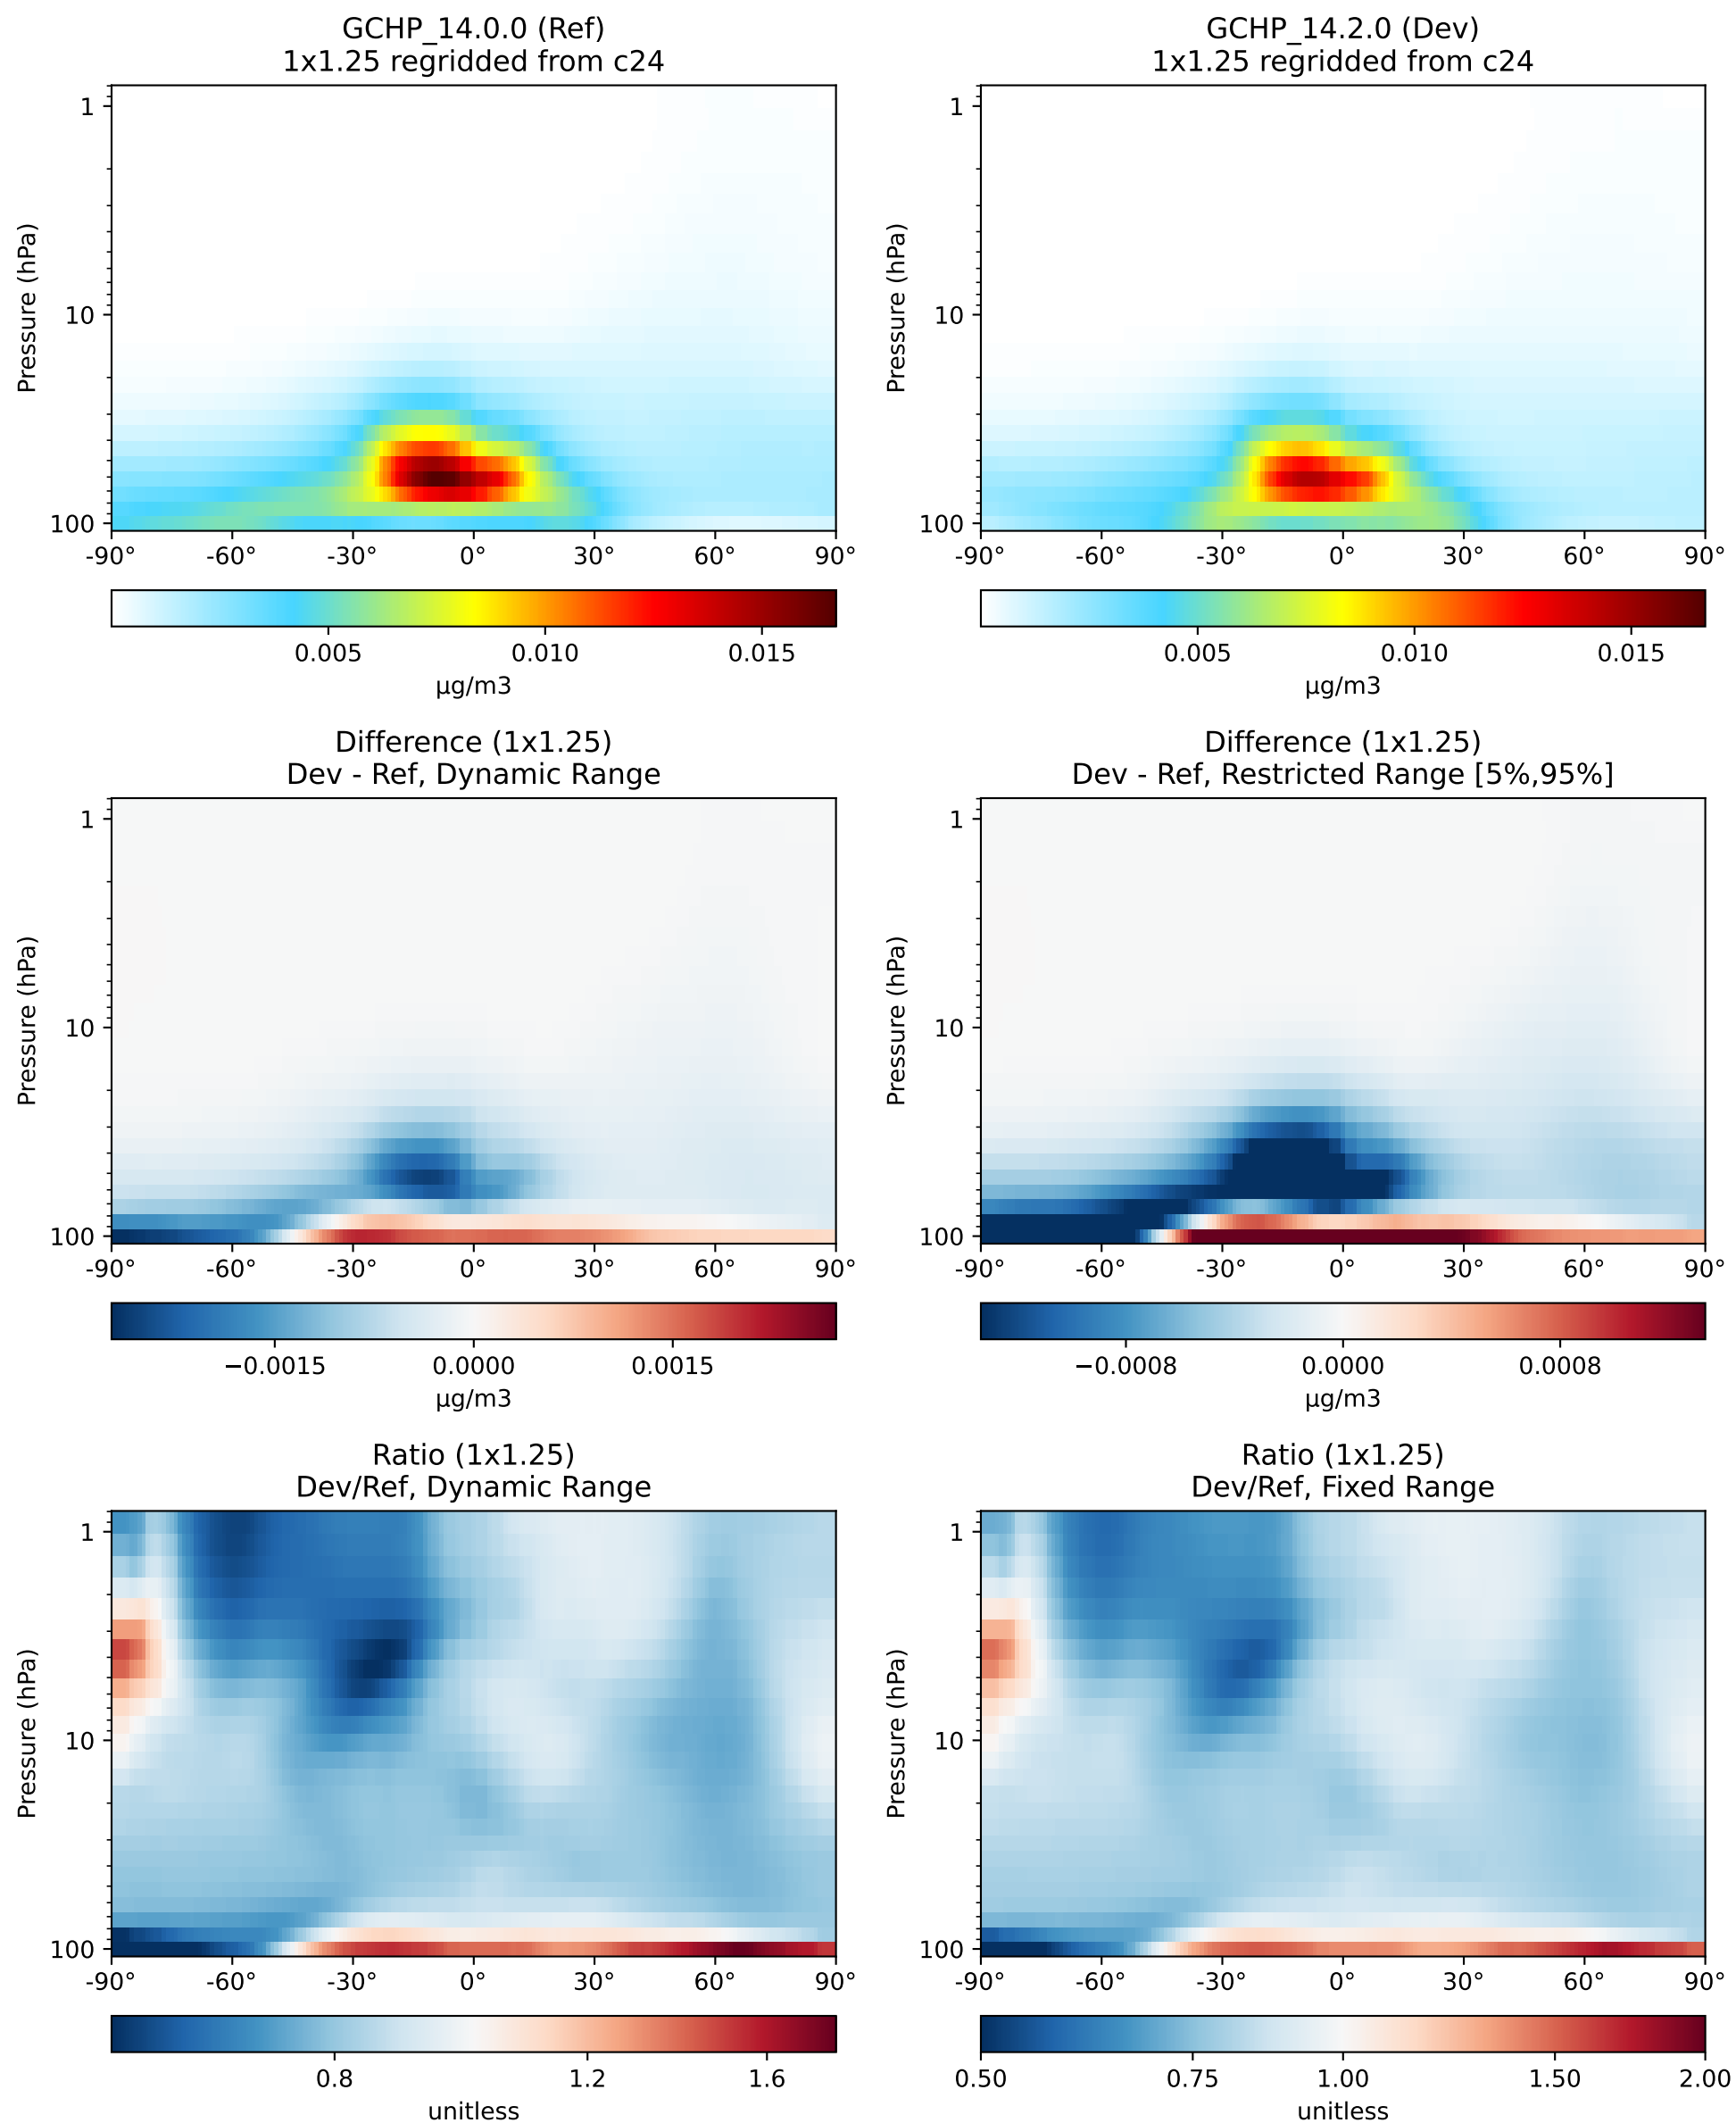 GCHP_14.0.0 (Ref)
1x1.25 regridded from c24
GCHP_14.2.0 (Dev)
1x1.25 regridded from c24
Pressure (hPa)
1
10
100
-90° -60° -30° 0° 30° 60° 90°
0.005 0.010 0.015
µg/m3
Pressure (hPa)
1
10
100
-90° -60° -30° 0° 30° 60° 90°
0.005 0.010 0.015
µg/m3
Difference (1x1.25)
Dev - Ref, Dynamic Range
Difference (1x1.25)
Dev - Ref, Restricted Range [5%,95%]
Pressure (hPa)
1
10
100
-90° -60° -30° 0° 30° 60° 90°
−0.0015 0.0000 0.0015
µg/m3
Pressure (hPa)
1
10
100
-90° -60° -30° 0° 30° 60° 90°
−0.0008 0.0000 0.0008
µg/m3
Ratio (1x1.25)
Dev/Ref, Dynamic Range
Ratio (1x1.25)
Dev/Ref, Fixed Range
Pressure (hPa)
1
10
100
-90° -60° -30° 0° 30° 60° 90°
0.8 1.2 1.6
unitless
Pressure (hPa)
1
10
100
-90° -60° -30° 0° 30° 60° 90°
0.50 0.75 1.00 1.50 2.00
unitless